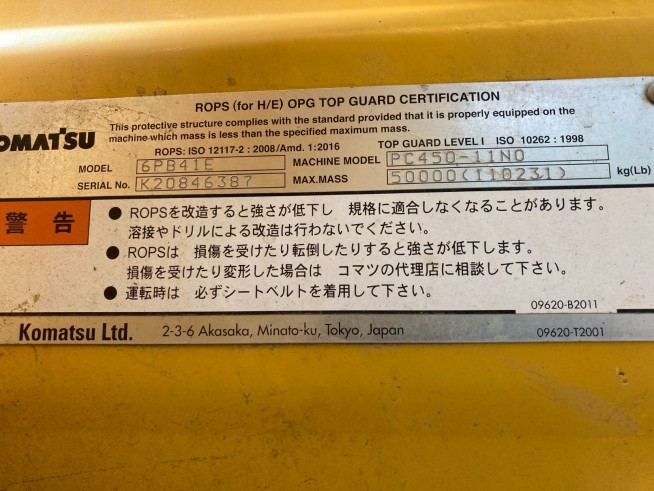 ROPS (for H/E) OPG TOP GUARD CERTIFICATION
OMATSU
This protective structure complies with the standard provided that it is properly equipped on the
machine which mass is less than the specified maximum mass.
ROPS: ISO 12117-2 : 2008/Amd. 1:2016 TOP GUARD LEVEL I ISO 10262 : 1998
MODEL 6PB41E MACHINE MODEL PC450-11N0
SERIAL No. K20846387 MAX.MASS 50000(110231) kg(Lb)
警告
● ROPSを改造すると強さが低下し 規格に適合しなくなることがあります。
溶接やドリルによる改造は行わないでください。
● ROPSは 損傷を受けたり転倒したりすると強さが低下します。
損傷を受けたり変形した場合は コマツの代理店に相談して下さい。
● 運転時は 必ずシートベルトを着用して下さい。
09620-B2011
Komatsu Ltd. 2-3-6 Akasaka, Minato-ku, Tokyo, Japan 09620-T2001